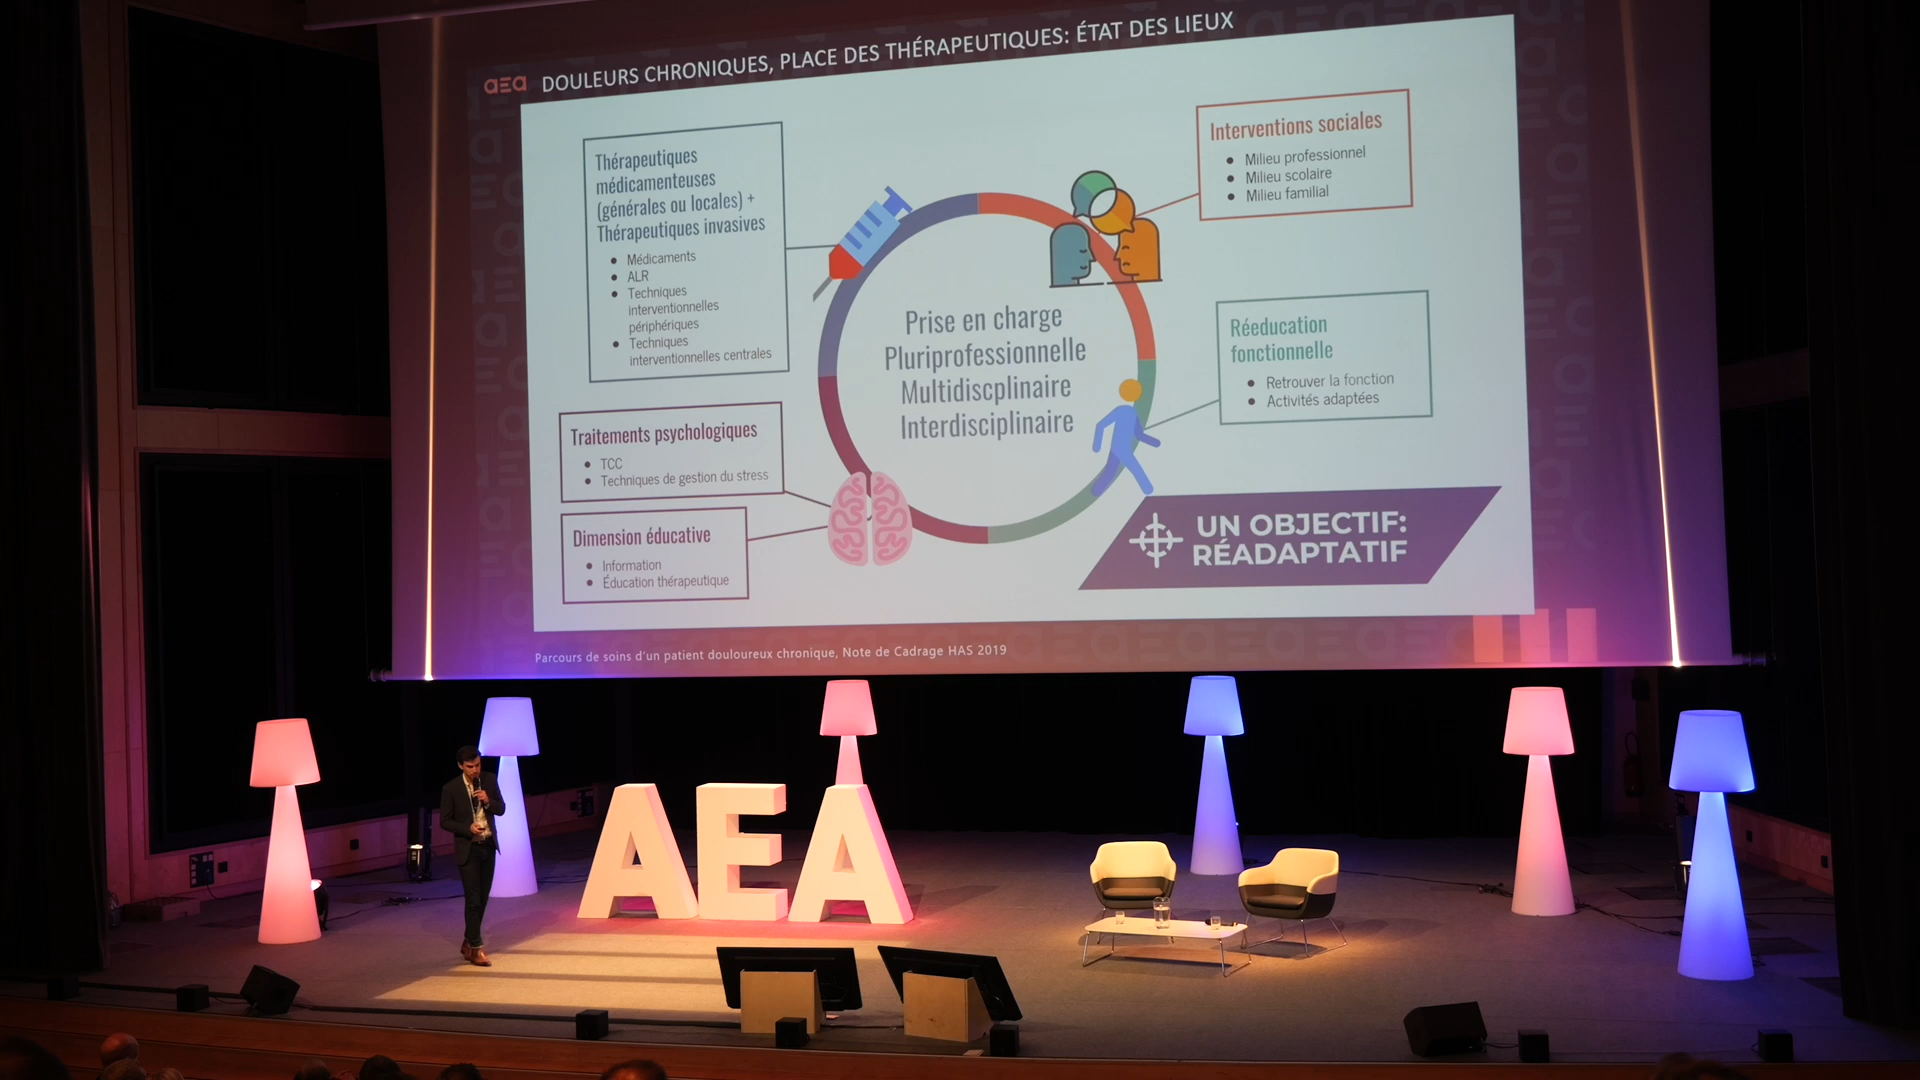 aea DOULEURS CHRONIQUES, PLACE DES THÉRAPEUTIQUES: ÉTAT DES LIEUX
Thérapeutiques
médicamenteuses
(générales ou locales) +
Thérapeutiques invasives
Médicaments
ALR
Techniques
interventionnelles
périphériques
Techniques
interventionnelles centrales
Traitements psychologiques
TCC
Techniques de gestion du stress
Dimension éducative
Information
Éducation thérapeutique
Prise en charge
Pluriprofessionnelle
Multidiscplinaire
Interdisciplinaire
Interventions sociales
Milieu professionnel
Milieu scolaire
Milieu familial
Rééducation
fonctionnelle
Retrouver la fonction
Activités adaptées
UN OBJECTIF:
RÉADAPTATIF
Parcours de soins d'un patient douloureux chronique, Note de Cadrage HAS 2019
AEA